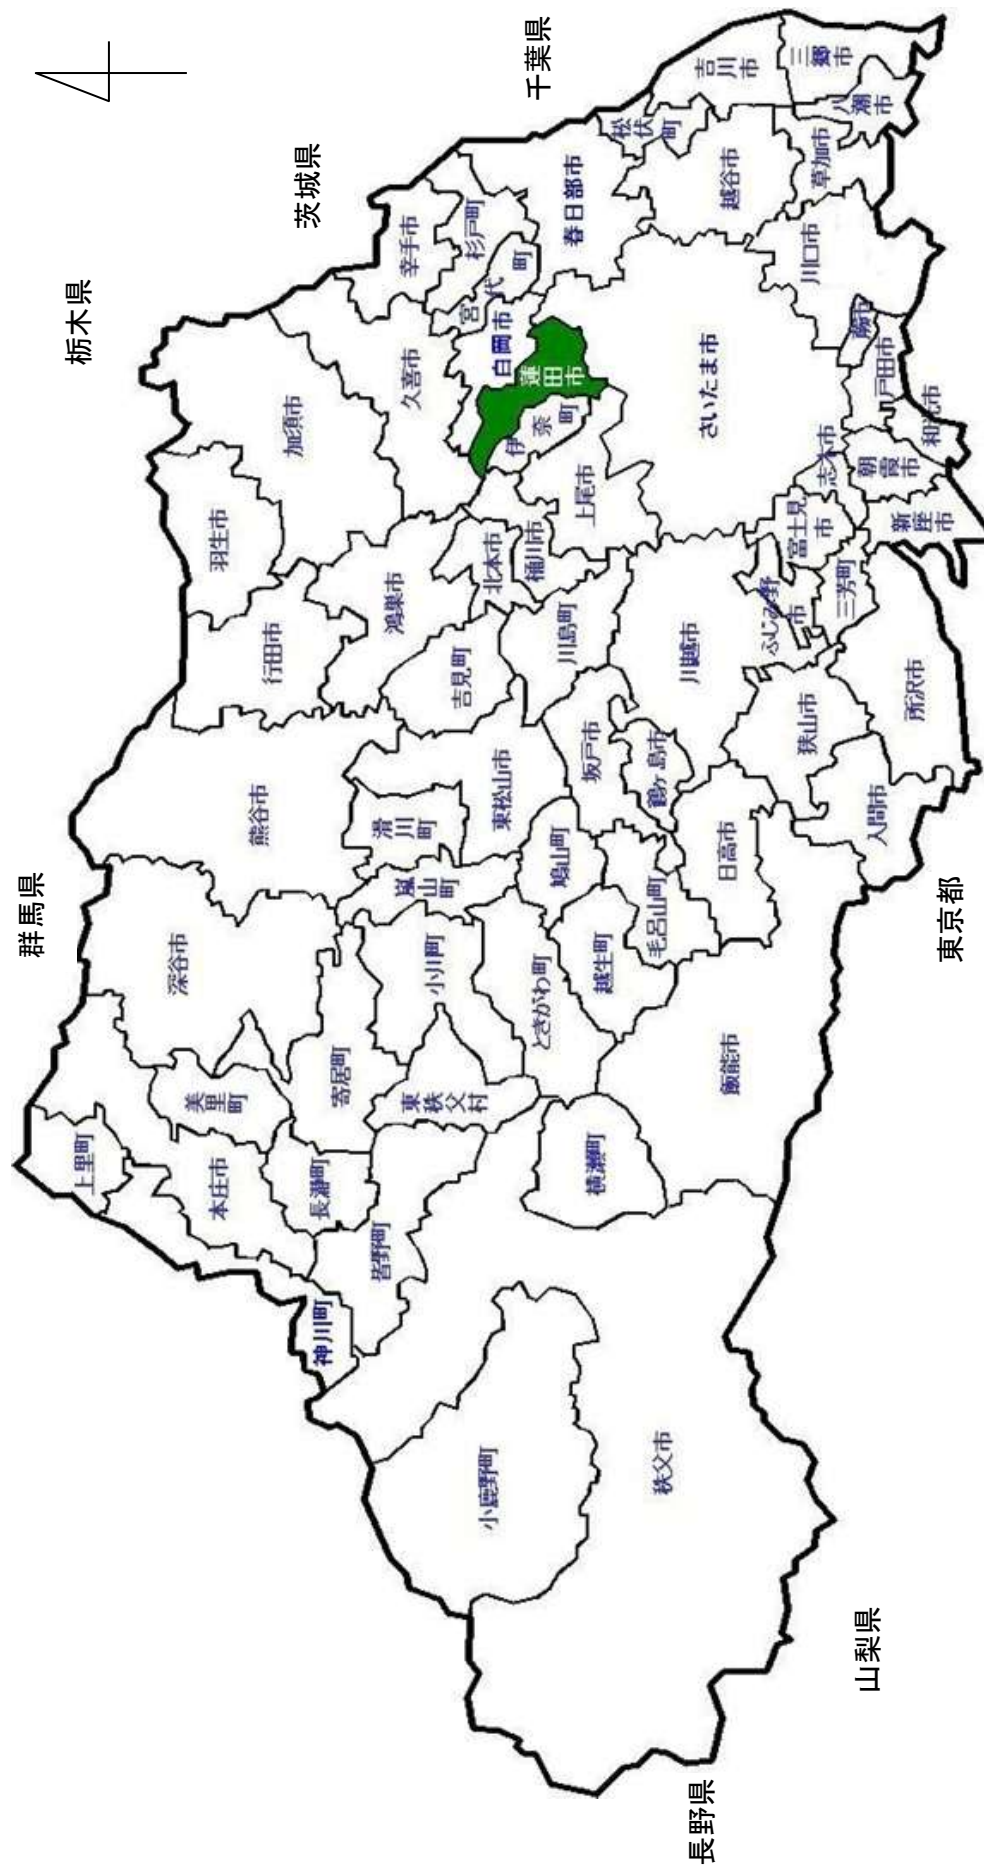 群馬県
栃木県
茨城県
千葉県
東京都
山梨県
長野県
上里町
本庄市
神川町
美里町
深谷市
長瀞町
皆野町
寄居町
熊谷市
行田市
羽生市
加須市
鴻巣市
久喜市
幸手市
杉戸町
宮代町
白岡市
蓮田市
伊奈町
春日部市
松伏町
吉川市
三郷市
八潮市
草加市
越谷市
川口市
蕨市
戸田市
和光市
さいたま市
上尾市
桶川市
北本市
吉見町
川島町
東松山市
滑川町
嵐山町
小川町
東秩父村
ときがわ町
鳩山町
越生町
毛呂山町
坂戸市
鶴ヶ島市
川越市
日高市
飯能市
狭山市
入間市
所沢市
ふじみ野市
富士見市
三芳町
志木市
朝霞市
新座市
横瀬町
秩父市
小鹿野町